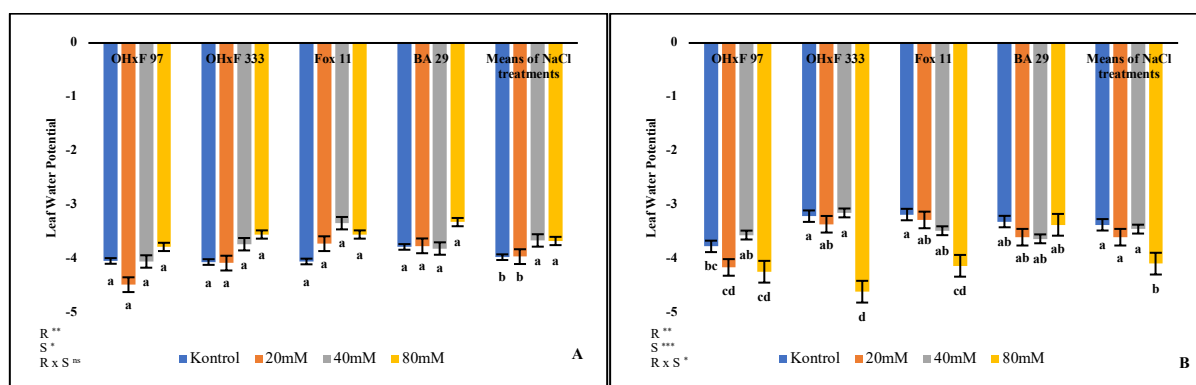 0
-1
-2
-3
-4
-5
Leaf Water Potential
OHxF 97
OHxF 333
Fox 11
BA 29
Means of NaCl
treatments
a a a a
a a a a
a a a a
a a a a
b b a a
R **
S *
R x S ns
Kontrol 20mM 40mM 80mM
A
0
-1
-2
-3
-4
-5
Leaf Water Potential
OHxF 97
OHxF 333
Fox 11
BA 29
Means of NaCl
treatments
bc cd ab cd
a ab a d
a ab ab cd
ab ab ab ab
a a a b
R **
S ***
R x S *
Kontrol 20mM 40mM 80mM
B